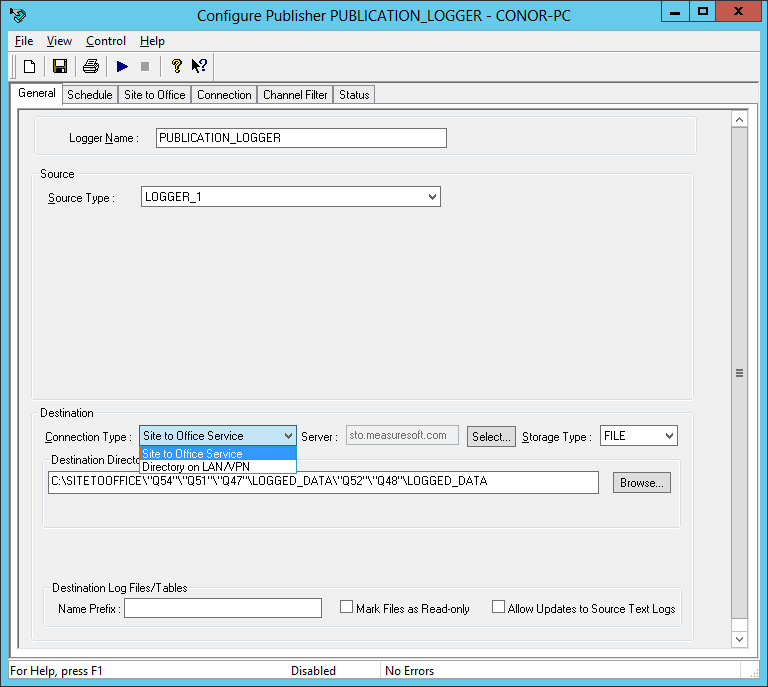 Configure Publisher PUBLICATION_LOGGER - CONOR-PC
File View Control Help
General Schedule Site to Office Connection Channel Filter Status
Logger Name : PUBLICATION_LOGGER
Source
Source Type : LOGGER_1
Destination
Connection Type : Site to Office Service Server : sto.measuresoft.com Select... Storage Type : FILE
Site to Office Service
Directory on LAN/VPN
Destination Directo
C:\SITETOOFFICE\"Q54"\"Q51"\"Q47"\LOGGED_DATA\"Q52"\"Q48"\LOGGED_DATA Browse...
Destination Log Files/Tables
Name Prefix : Mark Files as Read-only Allow Updates to Source Text Logs
For Help, press F1 Disabled No Errors